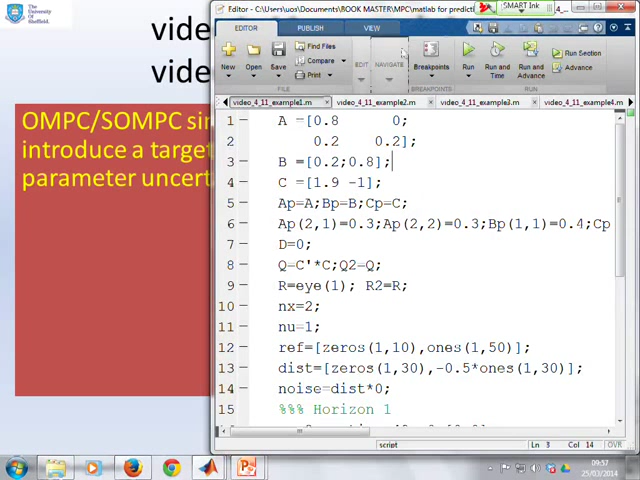 The
University
Of
Sheffield.
vide
video
OMPC/SOMPC sim
introduce a target
parameter uncerta
Editor - C:\Users\uos\Documents\BOOK MASTER\MPC\matlab for predict
SMART Ink
4_...
EDITOR PUBLISH VIEW
Find Files
Compare
Print
New Open Save
EDIT NAVIGATE
Breakpoints
Run Run and Time Run and Advance
Run Section
Advance
FILE BREAKPOINTS RUN
video_4_11_example1.m video_4_11_example2.m video_4_11_example3.m video_4_11_example4.m
1 A =[0.8 0;
2 0.2 0.2];
3 B =[0.2;0.8];
4 C =[1.9 -1];
5 Ap=A;Bp=B;Cp=C;
6 Ap(2,1)=0.3;Ap(2,2)=0.3;Bp(1,1)=0.4;Cp
7 D=0;
8 Q=C'*C;Q2=Q;
9 R=eye(1); R2=R;
10 nx=2;
11 nu=1;
12 ref=[zeros(1,10),ones(1,50)];
13 dist=[zeros(1,30),-0.5*ones(1,30)];
14 noise=dist*0;
15 %%% Horizon 1
script Ln 3 Col 14 OVR
09:57
25/03/2014